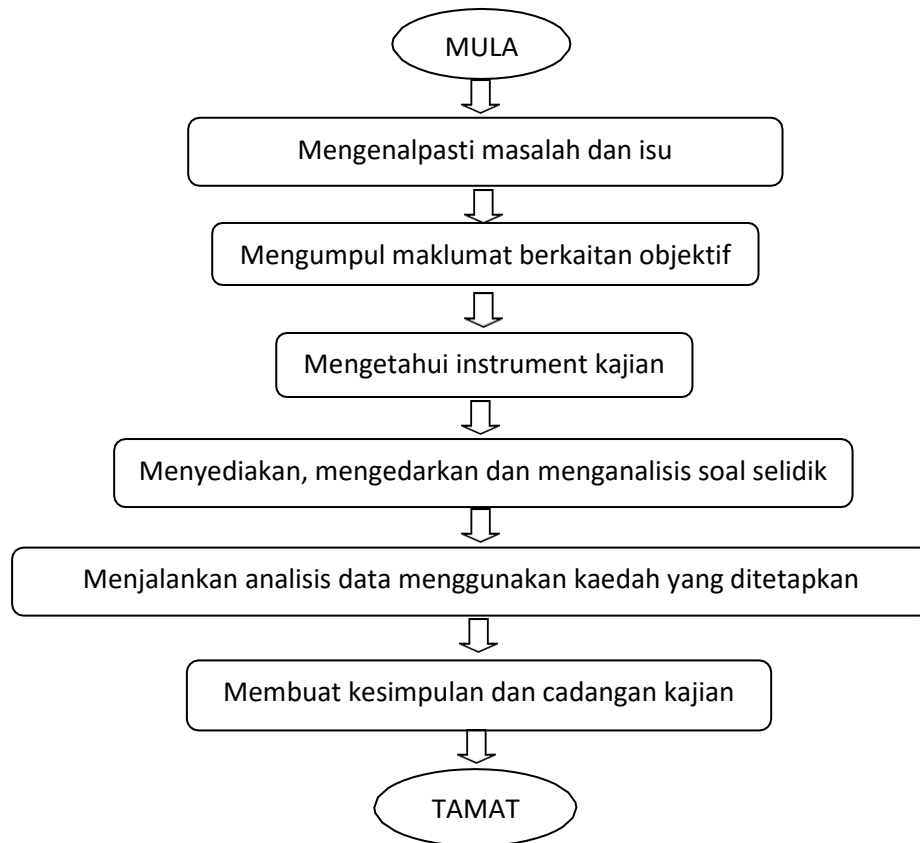 MULA
Mengenalpasti masalah dan isu
Mengumpul maklumat berkaitan objektif
Mengetahui instrument kajian
Menyediakan, mengedarkan dan menganalisis soal selidik
Menjalankan analisis data menggunakan kaedah yang ditetapkan
Membuat kesimpulan dan cadangan kajian
TAMAT